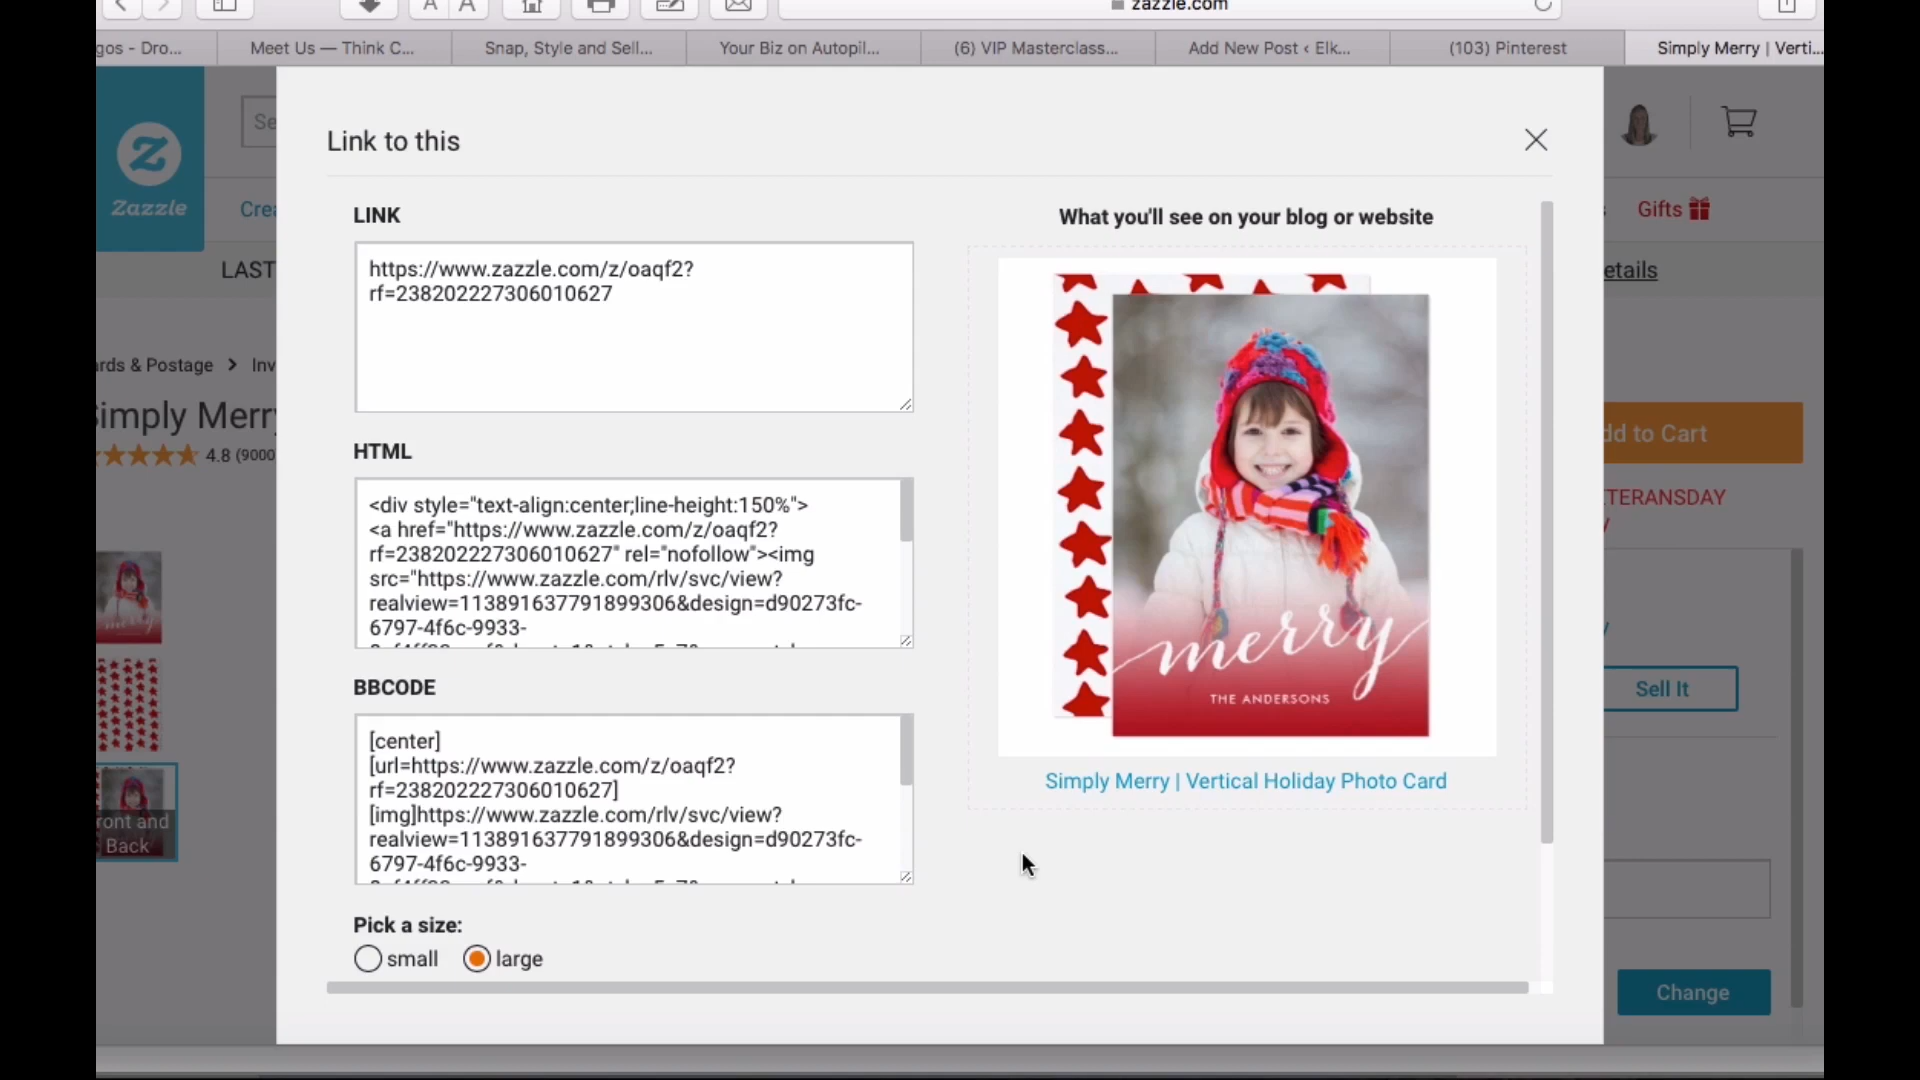 zazzle.com
gos - Dro...
Meet Us — Think C...
Snap, Style and Sell...
Your Biz on Autopil...
(6) VIP Masterclass...
Add New Post ‹ Elk...
(103) Pinterest
Simply Merry | Verti...
A A
Z
Zazzle
Se
Crea
Gifts
LAST
etails
Link to this
LINK
https://www.zazzle.com/z/oaqf2?
rf=238202227306010627
What you'll see on your blog or website
rds & Postage > Inv
Simply Merry
4.8 (9000
HTML
<div style="text-align:center;line-height:150%">
<a href="https://www.zazzle.com/z/oaqf2?
rf=238202227306010627" rel="nofollow"><img
src="https://www.zazzle.com/rlv/svc/view?
realview=113891637791899306&design=d90273fc-
6797-4f6c-9933-
merry
THE ANDERSONS
Simply Merry | Vertical Holiday Photo Card
BBCODE
[center]
[url=https://www.zazzle.com/z/oaqf2?
rf=238202227306010627]
[img]https://www.zazzle.com/rlv/svc/view?
realview=113891637791899306&design=d90273fc-
6797-4f6c-9933-
Pick a size:
small large
dd to Cart
TERANSDAY
Sell It
Change
ront and
Back